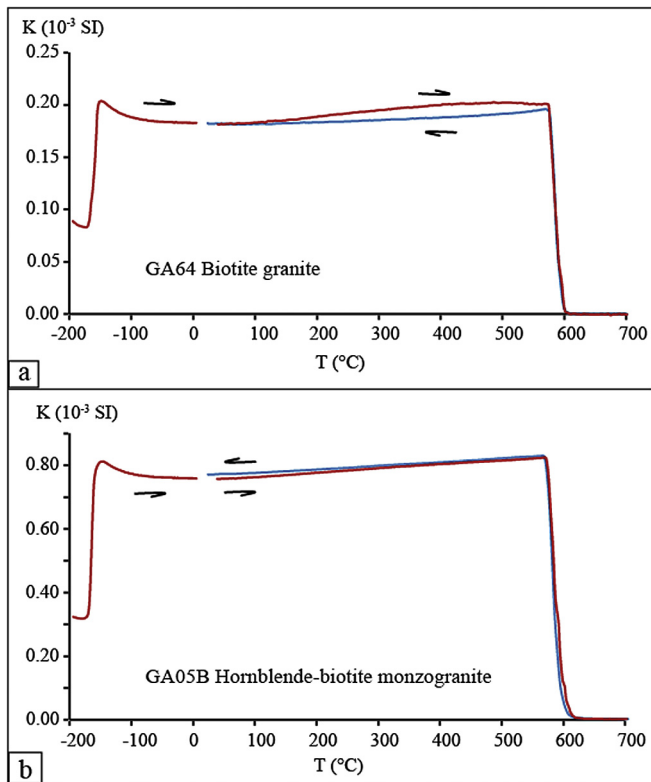 K (10⁻³ SI)
0.25
0.20
0.15
0.10
0.05
0.00
GA64 Biotite granite
-200 -100 0 100 200 300 400 500 600 700
T (°C)
a
K (10⁻³ SI)
0.80
0.60
0.40
0.20
0.00
GA05B Hornblende-biotite monzogranite
-200 -100 0 100 200 300 400 500 600 700
T (°C)
b